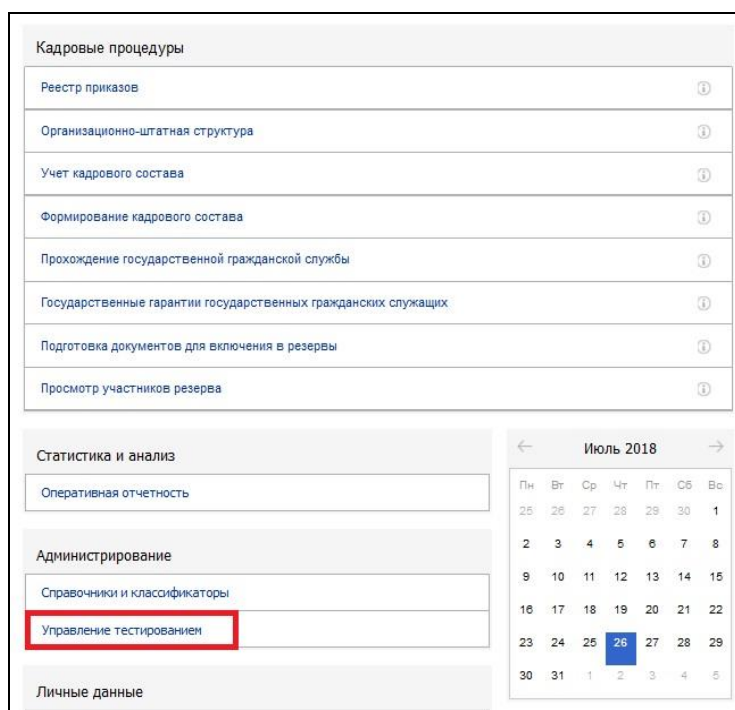 Кадровые процедуры
Реестр приказов
Организационно-штатная структура
Учет кадрового состава
Формирование кадрового состава
Прохождение государственной гражданской службы
Государственные гарантии государственных гражданских служащих
Подготовка документов для включения в резервы
Просмотр участников резерва
Статистика и анализ
Оперативная отчетность
Администрирование
Справочники и классификаторы
Управление тестированием
Личные данные
← Июль 2018 →
Пн Вт Ср Чт Пт Сб Вс
25 26 27 28 29 30 1
2 3 4 5 6 7 8
9 10 11 12 13 14 15
16 17 18 19 20 21 22
23 24 25 26 27 28 29
30 31 1 2 3 4 5